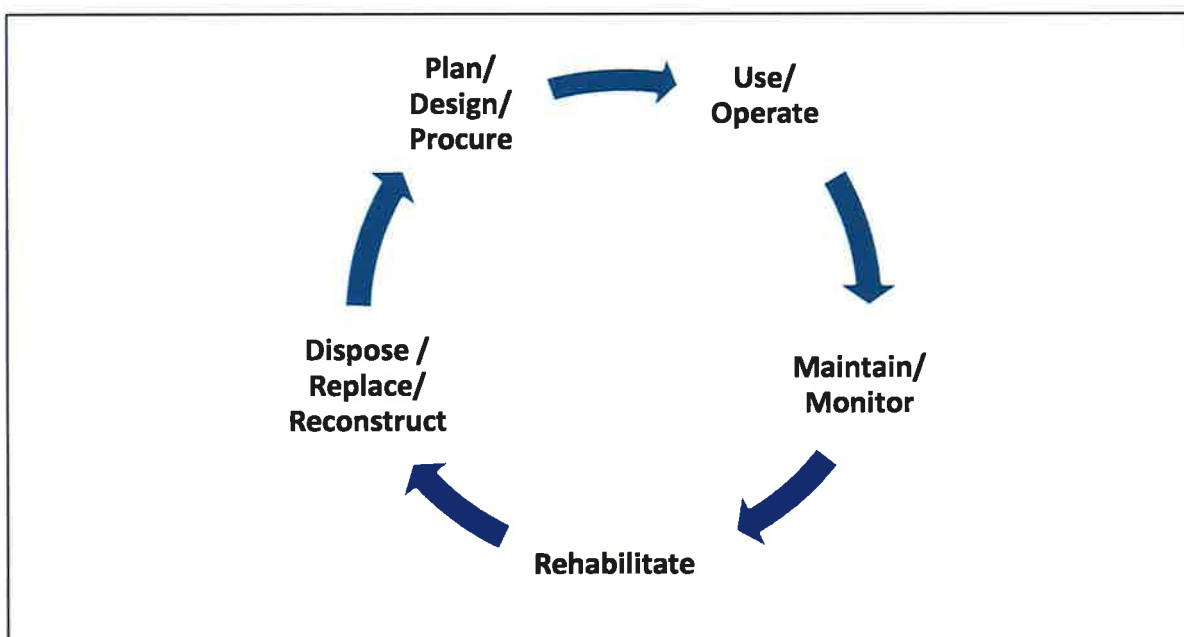 Plan/
Design/
Procure
Use/
Operate
Maintain/
Monitor
Rehabilitate
Dispose /
Replace/
Reconstruct